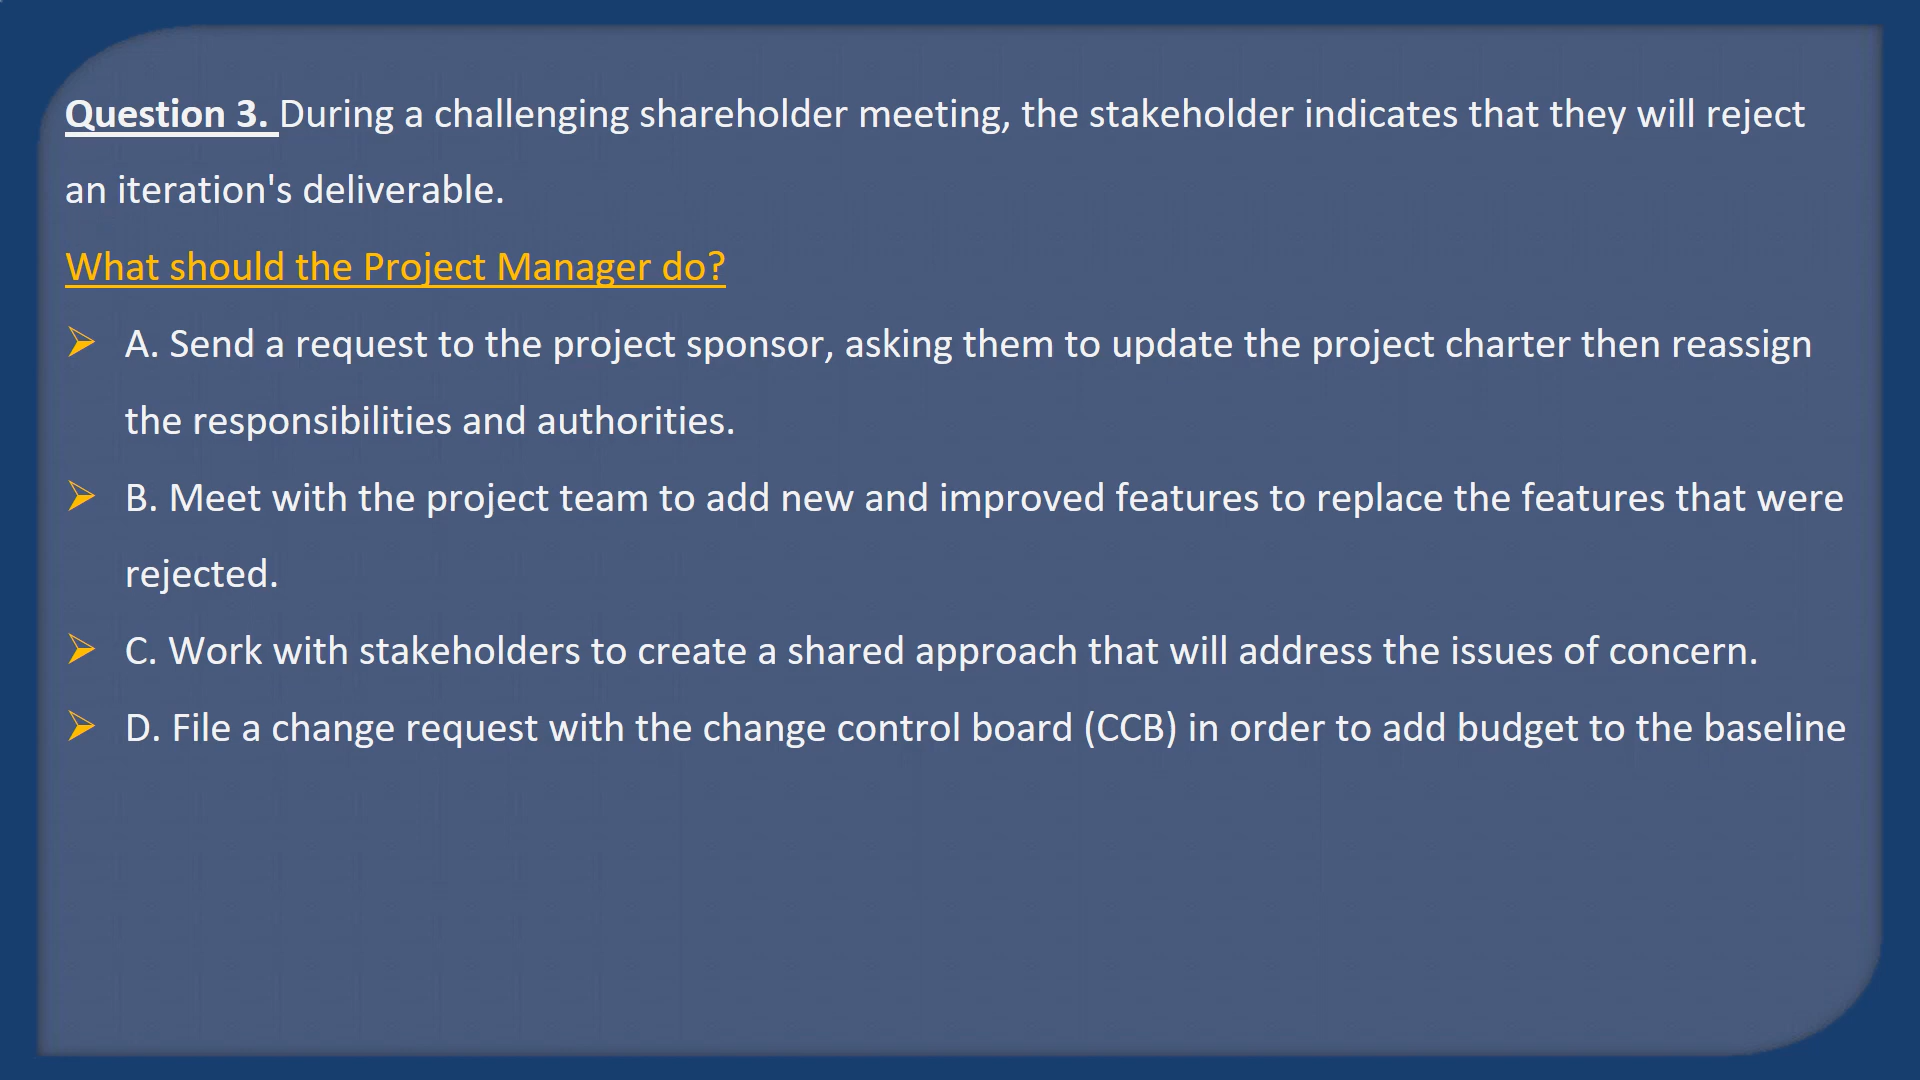 Question 3. During a challenging shareholder meeting, the stakeholder indicates that they will reject
an iteration's deliverable.
What should the Project Manager do?
A. Send a request to the project sponsor, asking them to update the project charter then reassign
the responsibilities and authorities.
B. Meet with the project team to add new and improved features to replace the features that were
rejected.
C. Work with stakeholders to create a shared approach that will address the issues of concern.
D. File a change request with the change control board (CCB) in order to add budget to the baseline